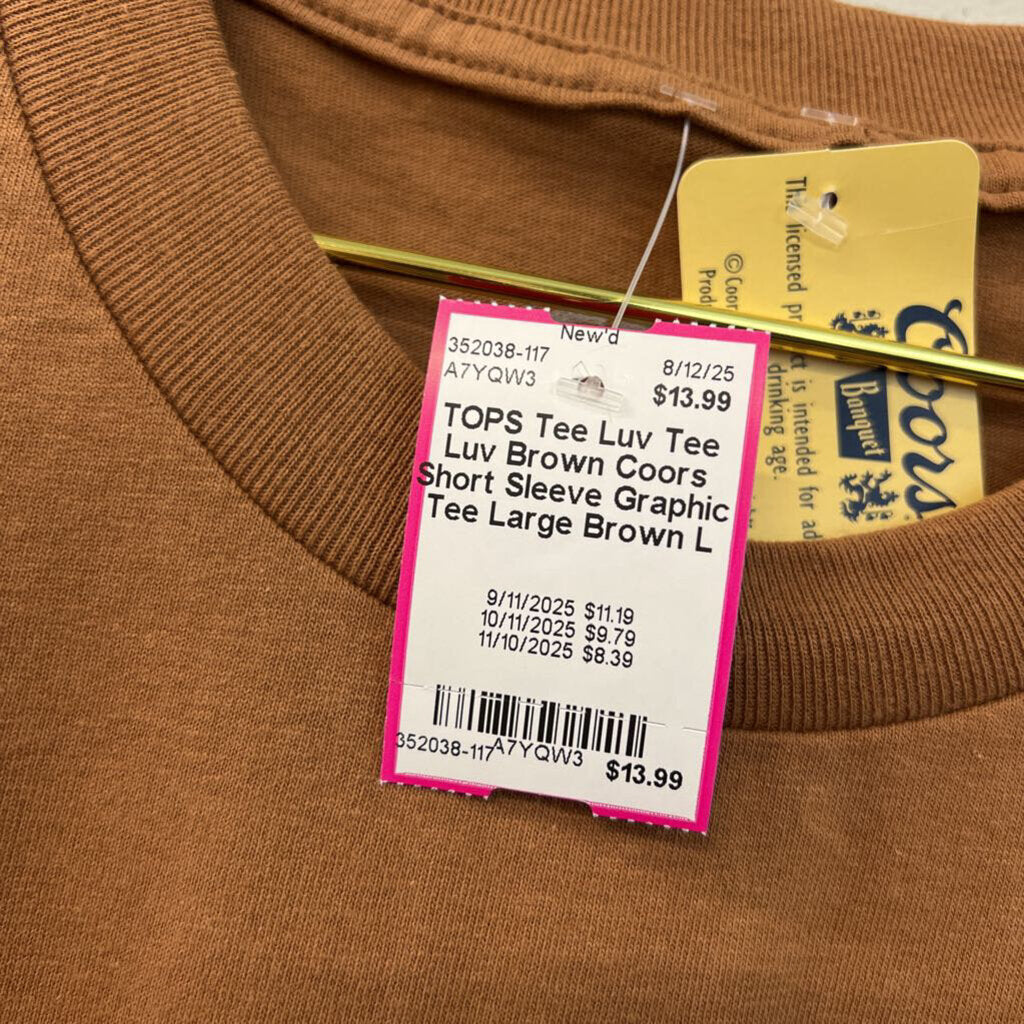 New'd
352038-117
8/12/25
A7YQW3
$13.99
TOPS Tee Luv Tee
Luv Brown Coors
Short Sleeve Graphic
Tee Large Brown L
9/11/2025 $11.19
10/11/2025 $9.79
11/10/2025 $8.39
352038-117
A7YQW3
$13.99
Coors
Banquet
licensed
is intended for
drinking age.
©